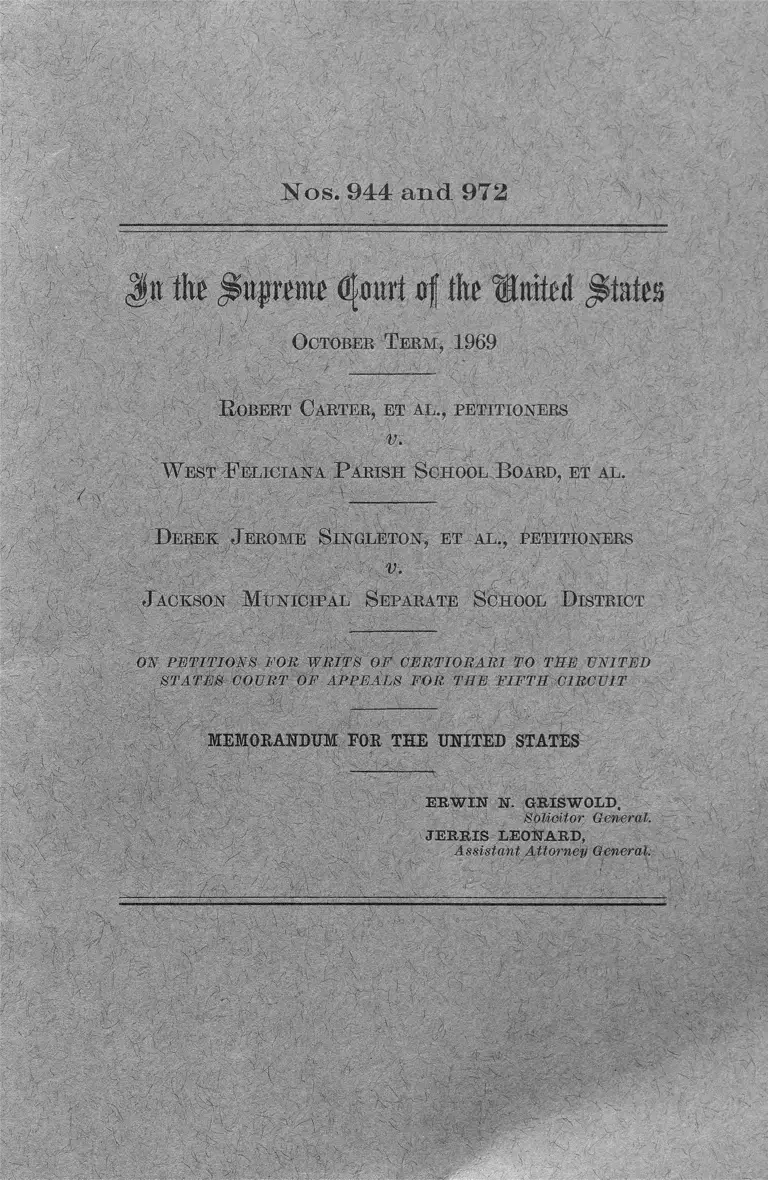 Nos. 944 and 972
In the Supreme Court of the United States
OCTOBER TERM, 1969
ROBERT CARTER, ET AL., PETITIONERS
v.
WEST FELICIANA PARISH SCHOOL BOARD, ET AL.
DEREK JEROME SINGLETON, ET AL., PETITIONERS
v.
JACKSON MUNICIPAL SEPARATE SCHOOL DISTRICT
ON PETITIONS FOR WRITS OF CERTIORARI TO THE UNITED
STATES COURT OF APPEALS FOR THE FIFTH CIRCUIT
MEMORANDUM FOR THE UNITED STATES
ERWIN N. GRISWOLD,
Solicitor General.
JERRIS LEONARD,
Assistant Attorney General.